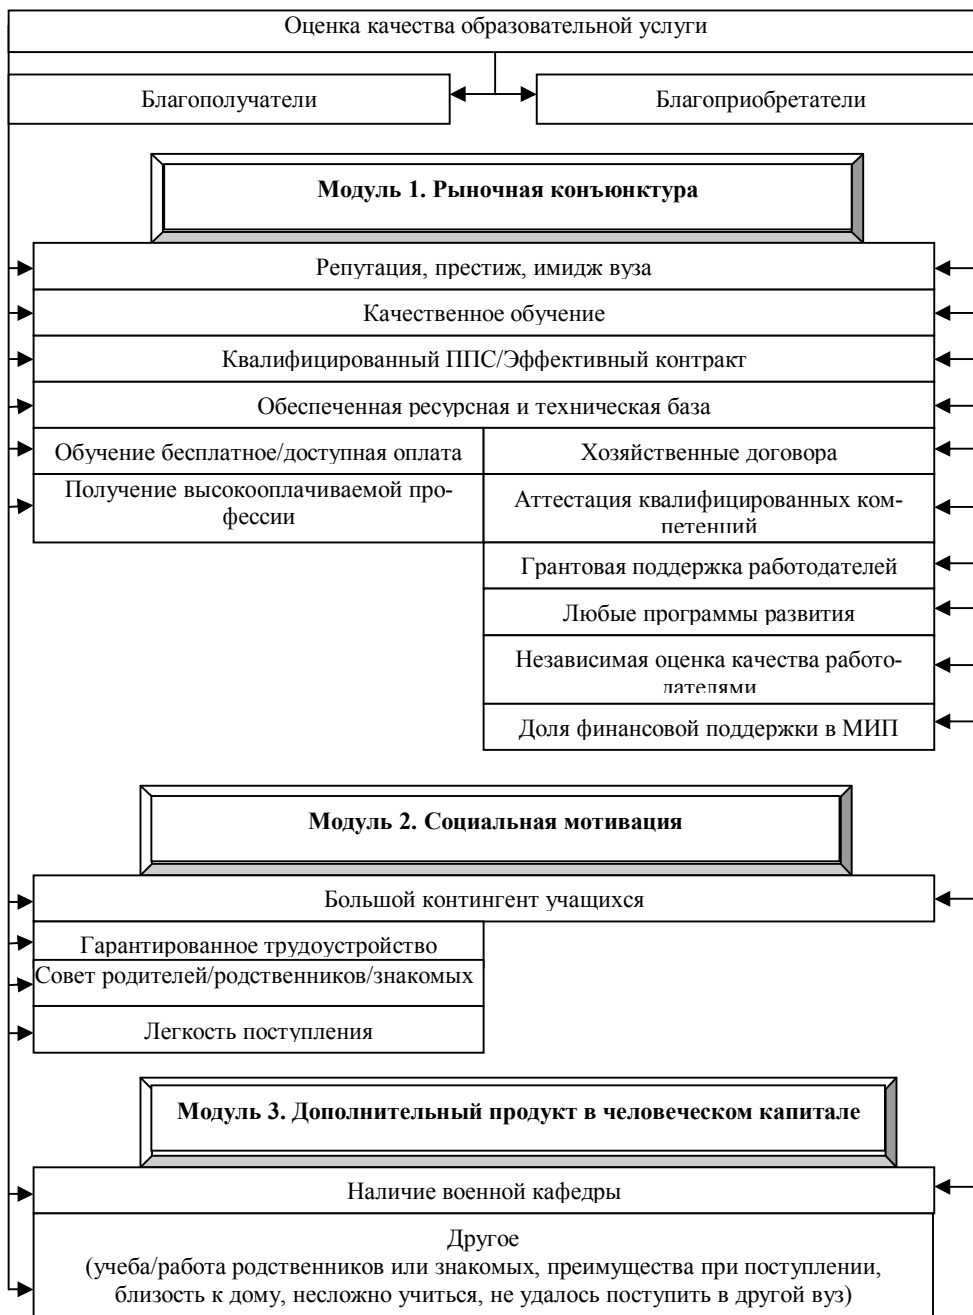 Оценка качества образовательной услуги
Благополучатели
Благоприобретатели
Модуль 1. Рыночная конъюнктура
Репутация, престиж, имидж вуза
Качественное обучение
Квалифицированный ППС/Эффективный контракт
Обеспеченная ресурсная и техническая база
Обучение бесплатное/доступная оплата
Хозяйственные договора
Получение высокооплачиваемой про-
фессии
Аттестация квалифицированных ком-
петенций
Грантовая поддержка работодателей
Любые программы развития
Независимая оценка качества работо-
дателями
Доля финансовой поддержки в МИП
Модуль 2. Социальная мотивация
Большой контингент учащихся
Гарантированное трудоустройство
Совет родителей/родственников/знакомых
Легкость поступления
Модуль 3. Дополнительный продукт в человеческом капитале
Наличие военной кафедры
Другое
(учеба/работа родственников или знакомых, преимущества при поступлении,
близость к дому, несложно учиться, не удалось поступить в другой вуз)